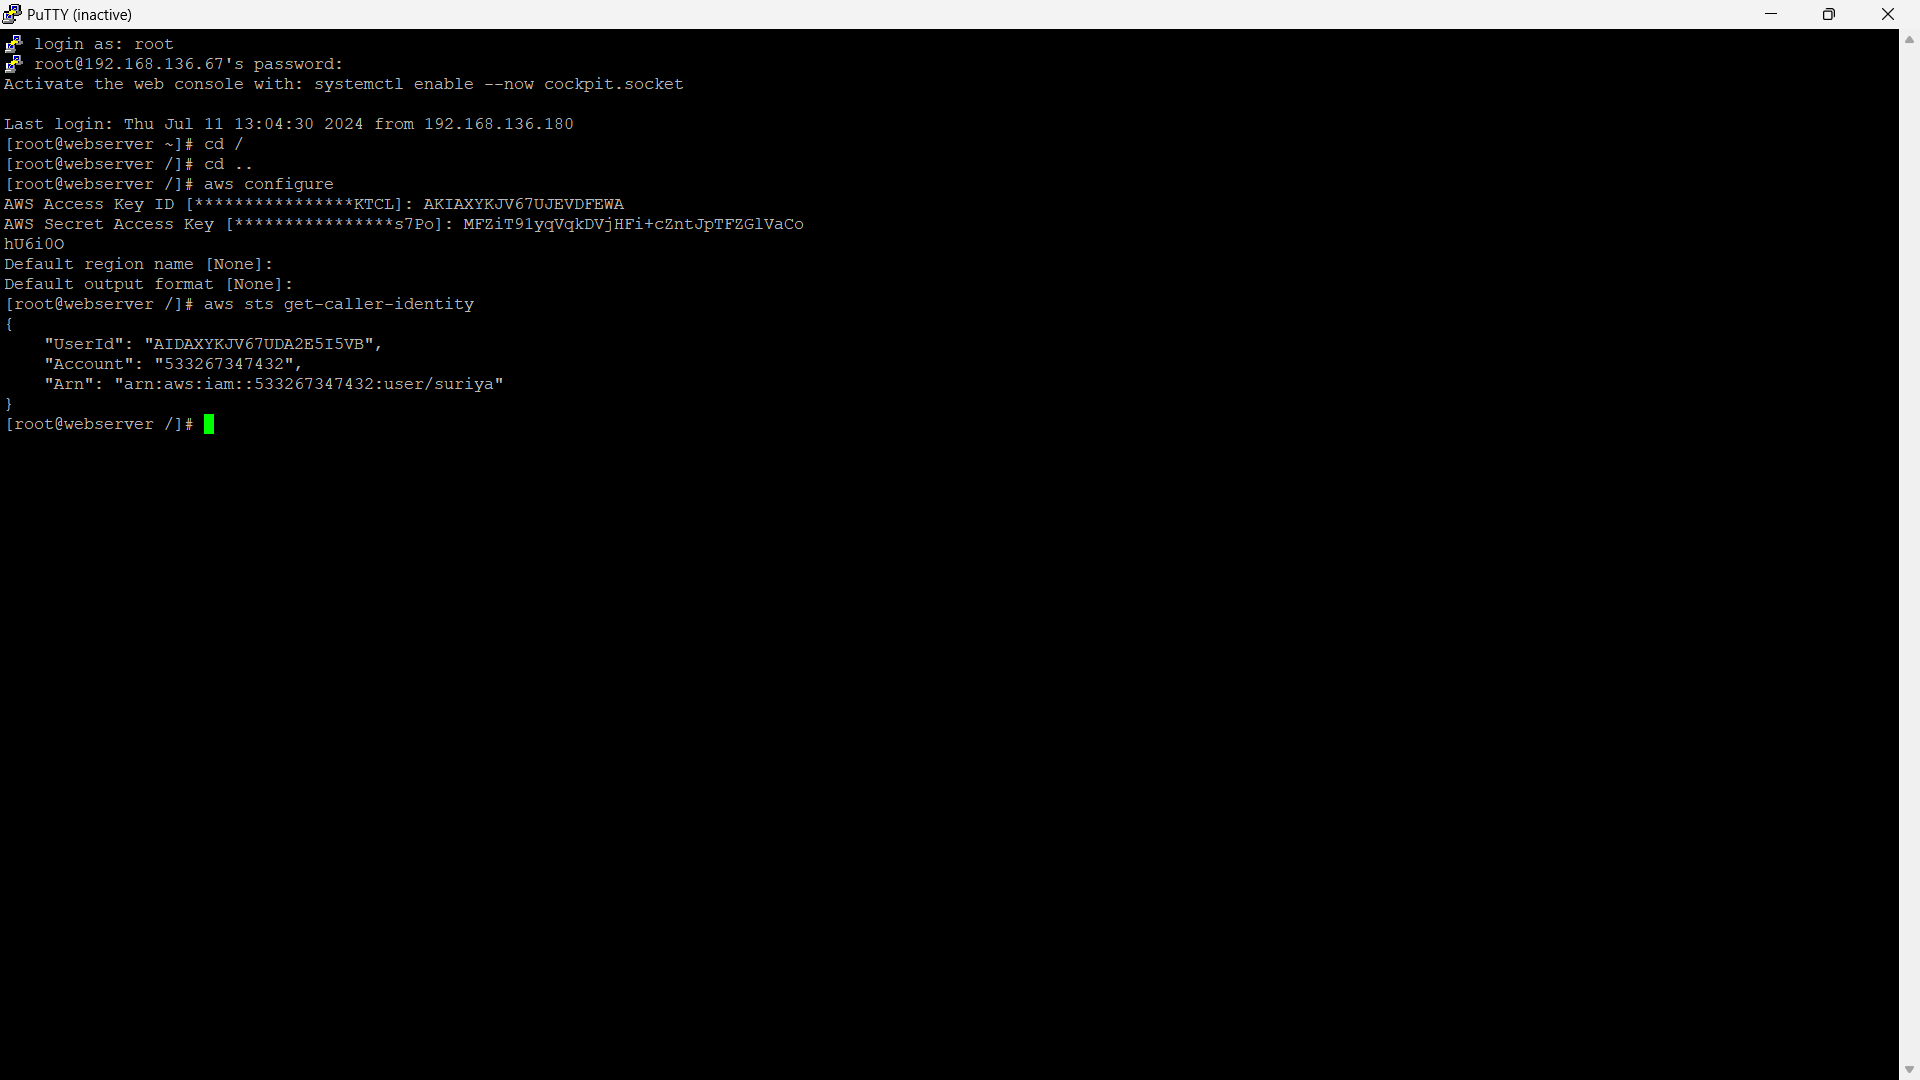 PuTTY (inactive)
login as: root
root@192.168.136.67's password:
Activate the web console with: systemctl enable --now cockpit.socket
Last login: Thu Jul 11 13:04:30 2024 from 192.168.136.180
[root@webserver ~]# cd /
[root@webserver /]# cd ..
[root@webserver /]# aws configure
AWS Access Key ID [****************KTCL]: AKIAXYKJV67UJEVDFEWA
AWS Secret Access Key [****************s7Po]:
Default region name [None]:
Default output format [None]:
[root@webserver /]# aws sts get-caller-identity
{
"UserId": "AIDAXYKJV67UDA2E5I5VB",
"Account": "533267347432",
"Arn": "arn:aws:iam::533267347432:user/suriya"
}
[root@webserver /]#